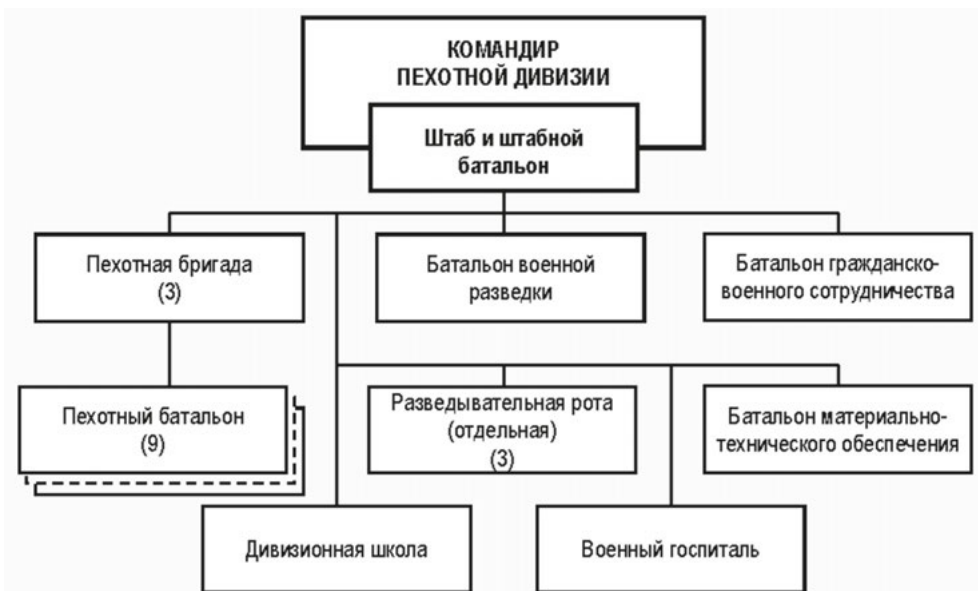 КОМАНДИР
ПЕХОТНОЙ ДИВИЗИИ
Штаб и штабной
батальон
Пехотная бригада
(3)
Батальон военной
разведки
Батальон гражданско-
военного сотрудничества
Пехотный батальон
(9)
Разведывательная рота
(отдельная)
(3)
Батальон материально-
технического обеспечения
Дивизионная школа
Военный госпиталь